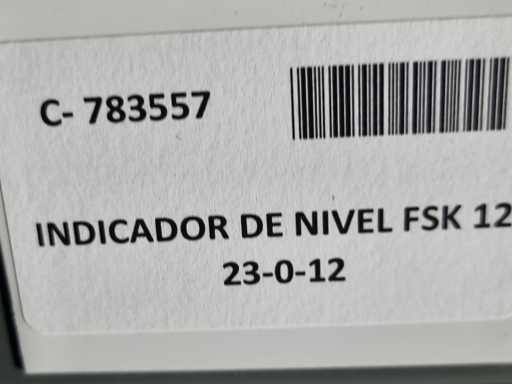 C- 783557
INDICADOR DE NIVEL FSK 12
23-0-12